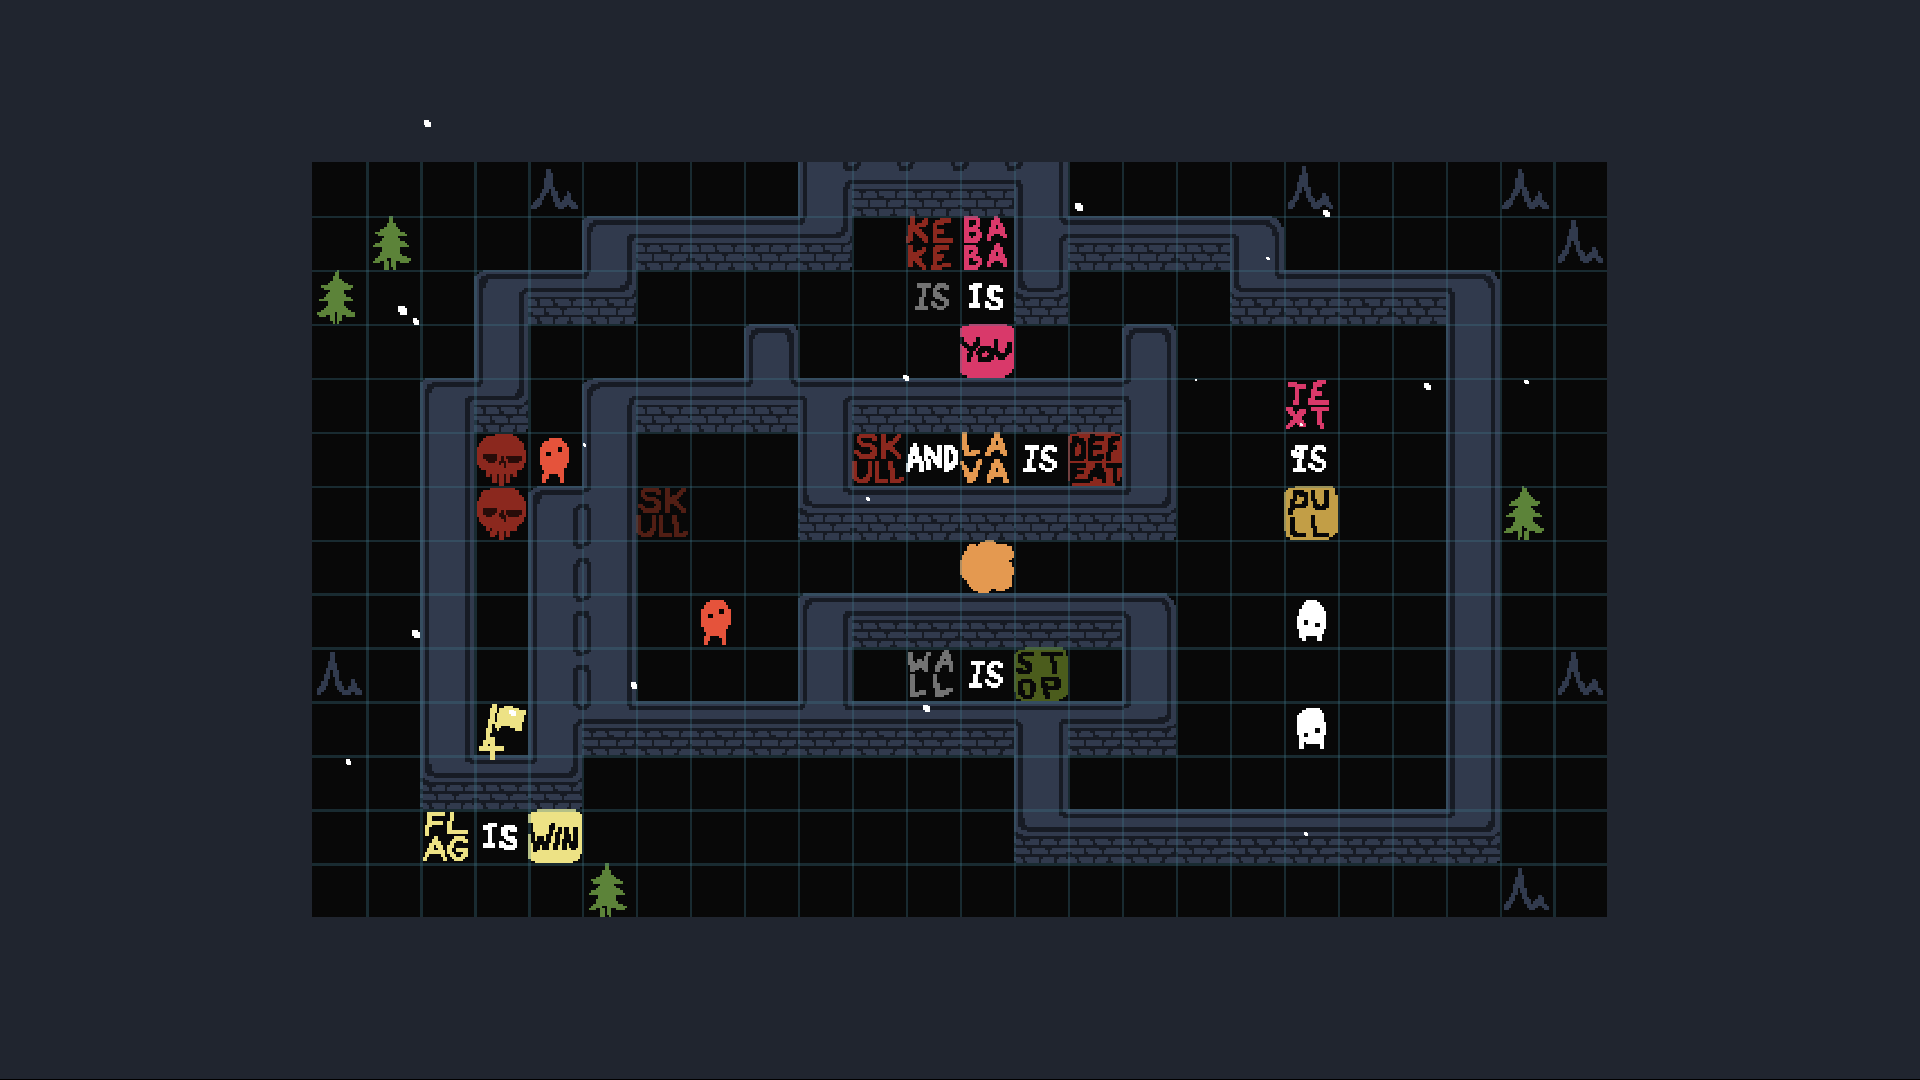 KEKE BABA
IS IS
YOU
TEXT
SKULL AND LAVA IS DEFEAT
IS
SKULL
PULL
WALL IS STOP
FLAG IS WIN